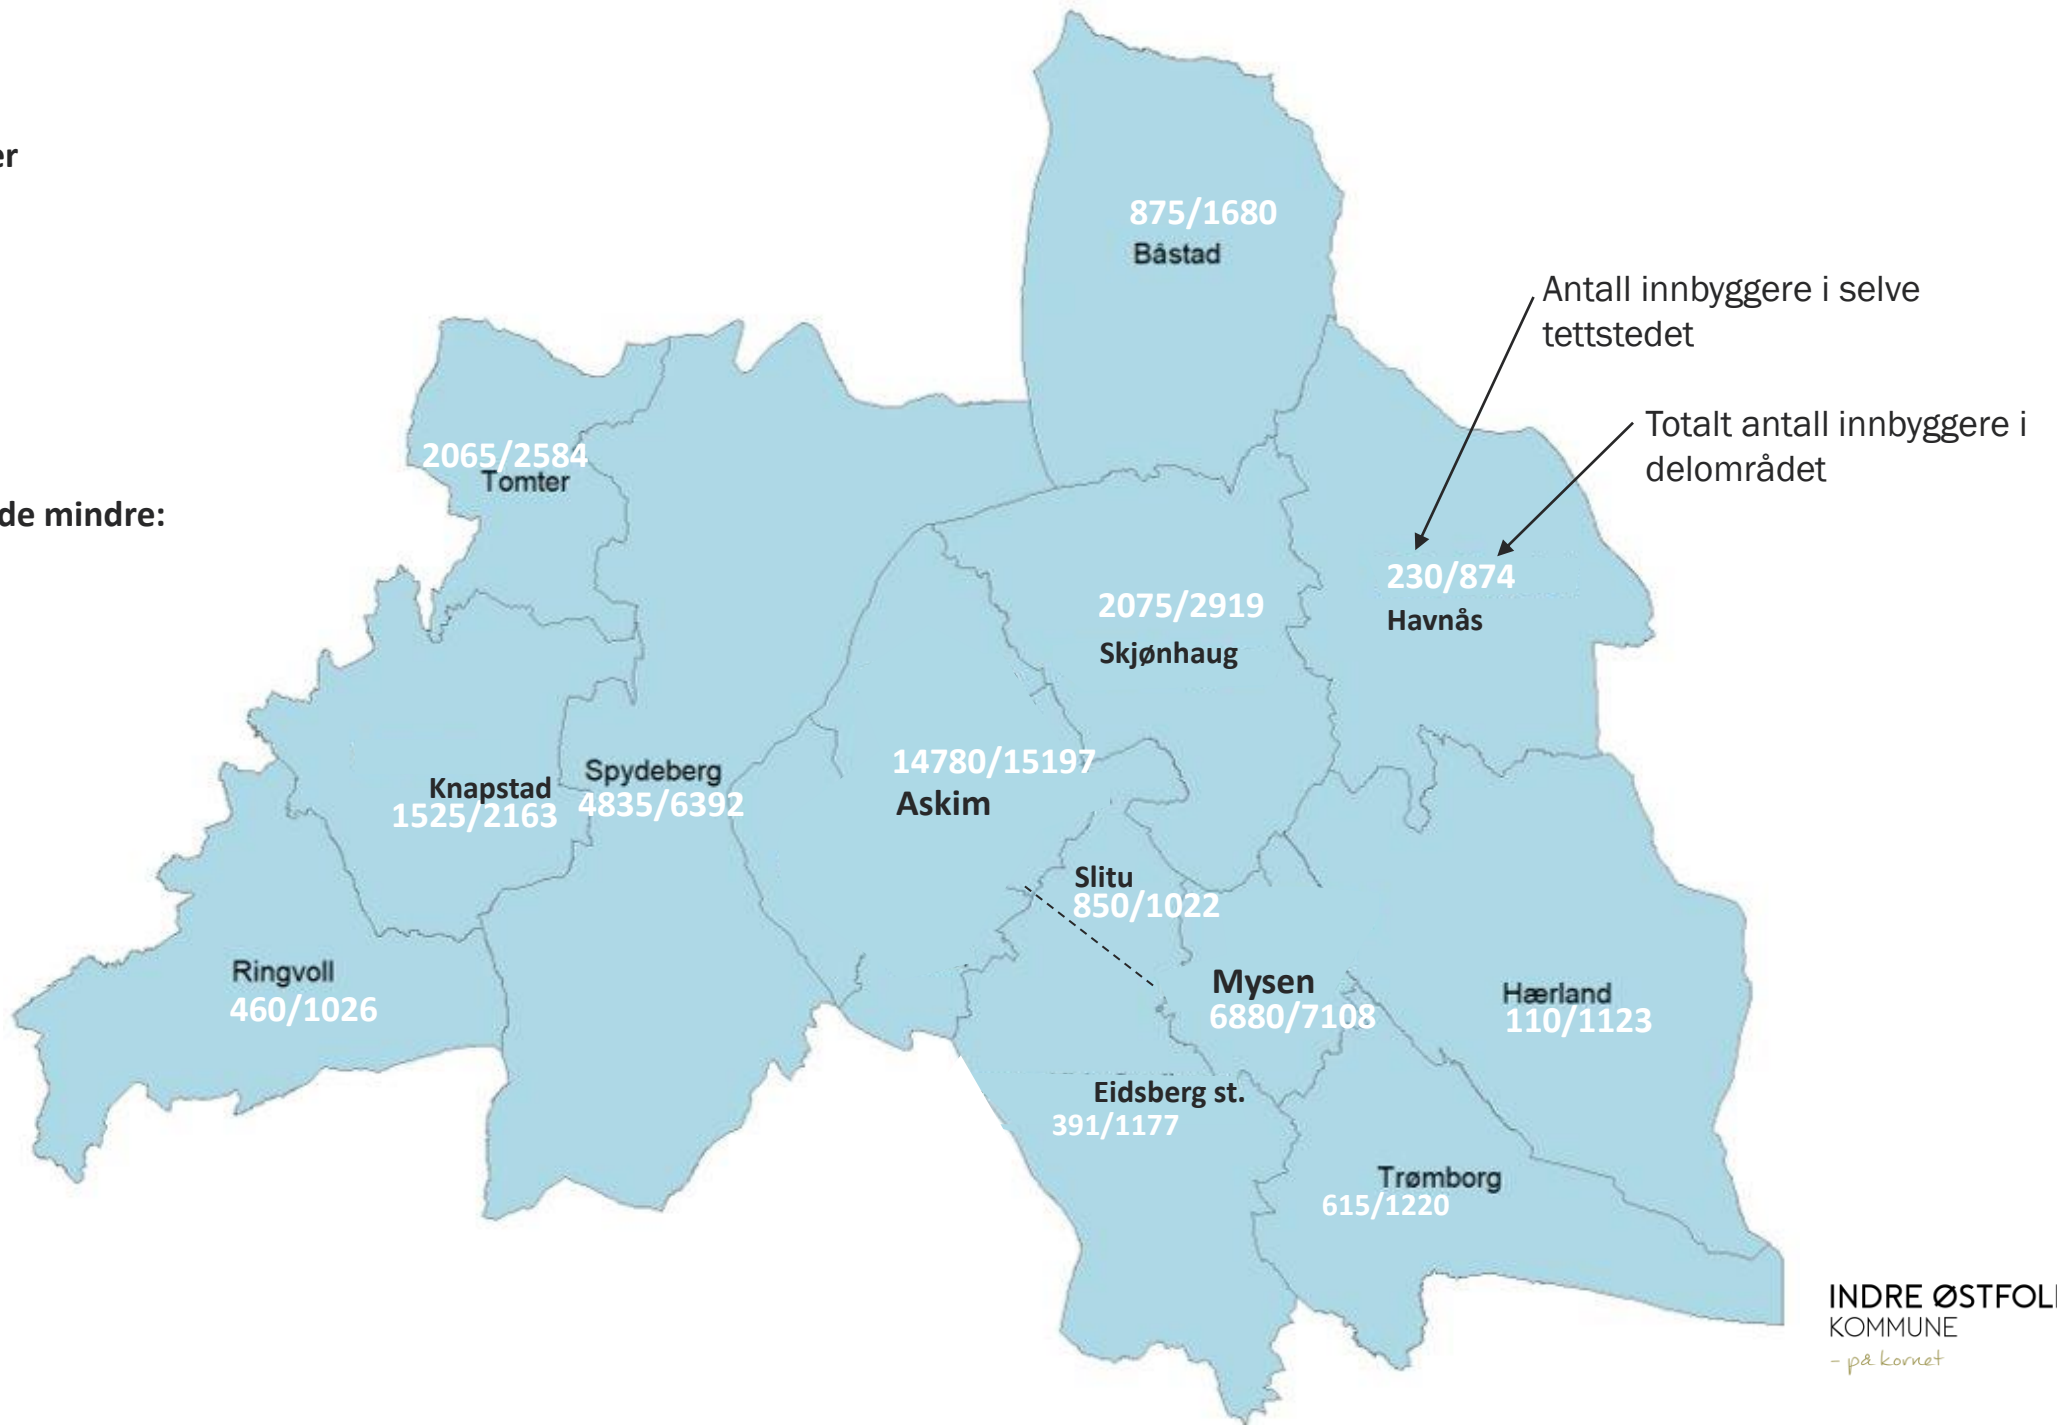 er
de mindre:
875/1680
Båstad
Antall innbyggere i selve
tettstedet
Totalt antall innbyggere i
delområdet
2065/2584
Tomter
230/874
Havnås
2075/2919
Skjønhaug
14780/15197
Askim
Spydeberg
4835/6392
Knapstad
1525/2163
Slitu
850/1022
Ringvoll
460/1026
Mysen
6880/7108
Hærland
110/1123
Eidsberg st.
391/1177
Trømborg
615/1220
INDRE ØSTFOL
KOMMUNE
- på kornet